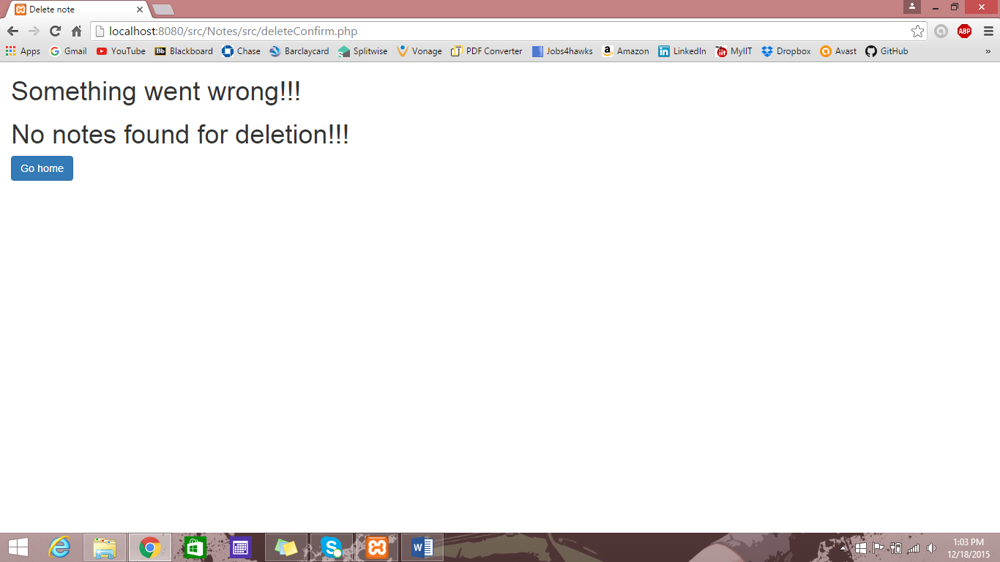 Delete note
localhost:8080/src/Notes/src/deleteConfirm.php
ABP
Apps Gmail YouTube Bb Blackboard Chase Barclaycard Splitwise Vonage PDF Converter Jobs4hawks a Amazon in LinkedIn MyIIT Dropbox Avast GitHub »
Something went wrong!!!
No notes found for deletion!!!
Go home
1:03 PM
12/18/2015